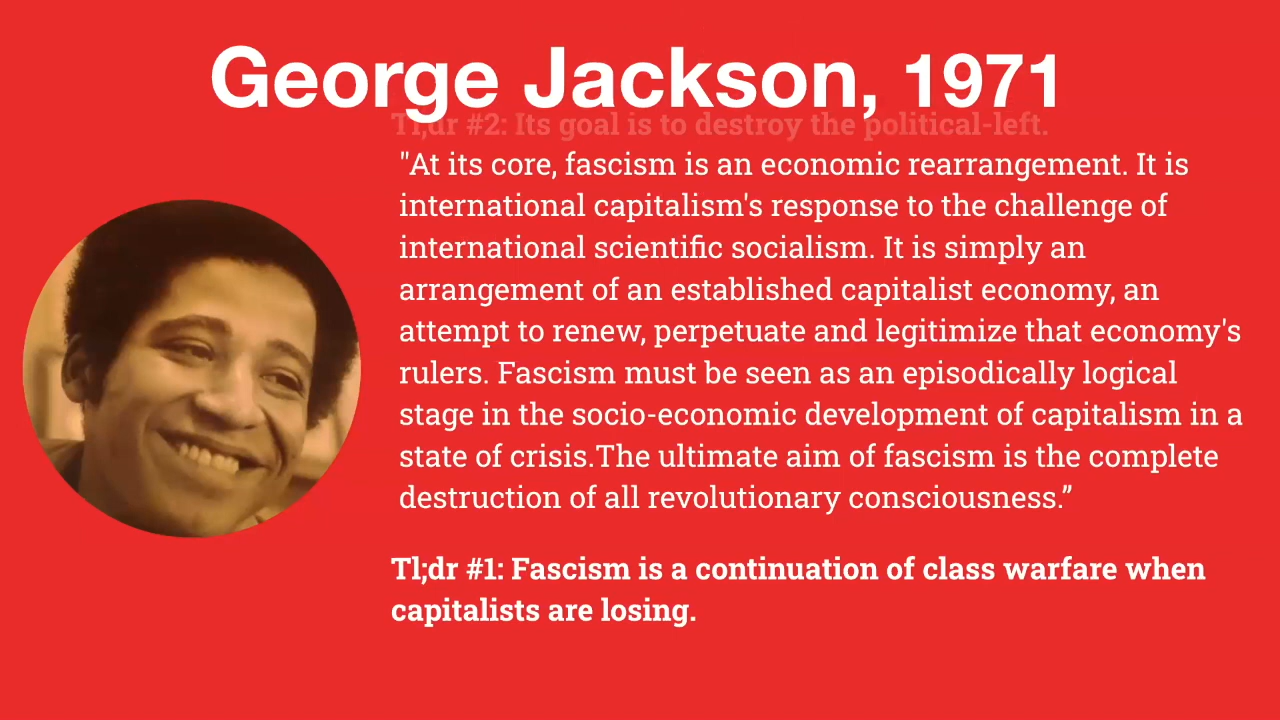 George Jackson, 1971
Tl;dr #2: Its goal is to destroy the political-left.
"At its core, fascism is an economic rearrangement. It is
international capitalism's response to the challenge of
international scientific socialism. It is simply an
arrangement of an established capitalist economy, an
attempt to renew, perpetuate and legitimize that economy's
rulers. Fascism must be seen as an episodically logical
stage in the socio-economic development of capitalism in a
state of crisis.The ultimate aim of fascism is the complete
destruction of all revolutionary consciousness.”
Tl;dr #1: Fascism is a continuation of class warfare when
capitalists are losing.